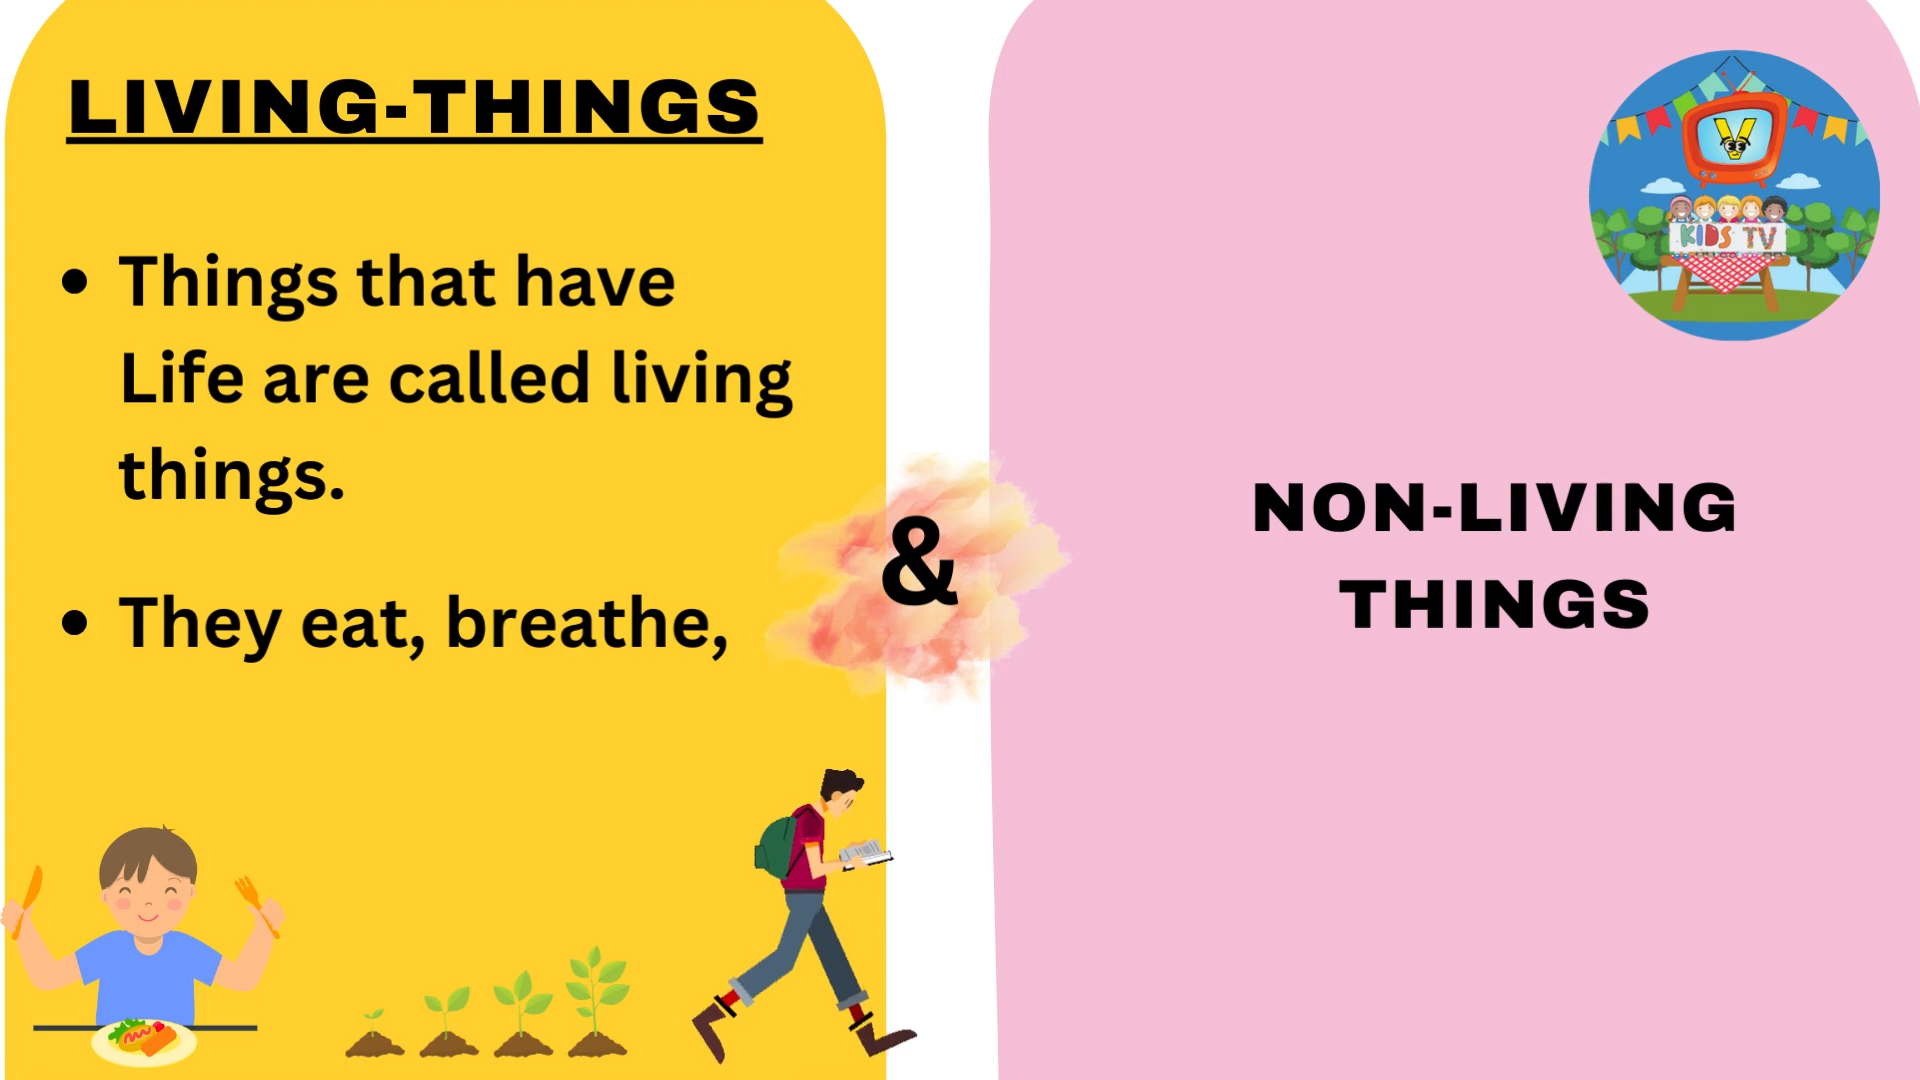 LIVING-THINGS
• Things that have
Life are called living
things.
• They eat, breathe,
&
NON-LIVING
THINGS
V
KIDS TV